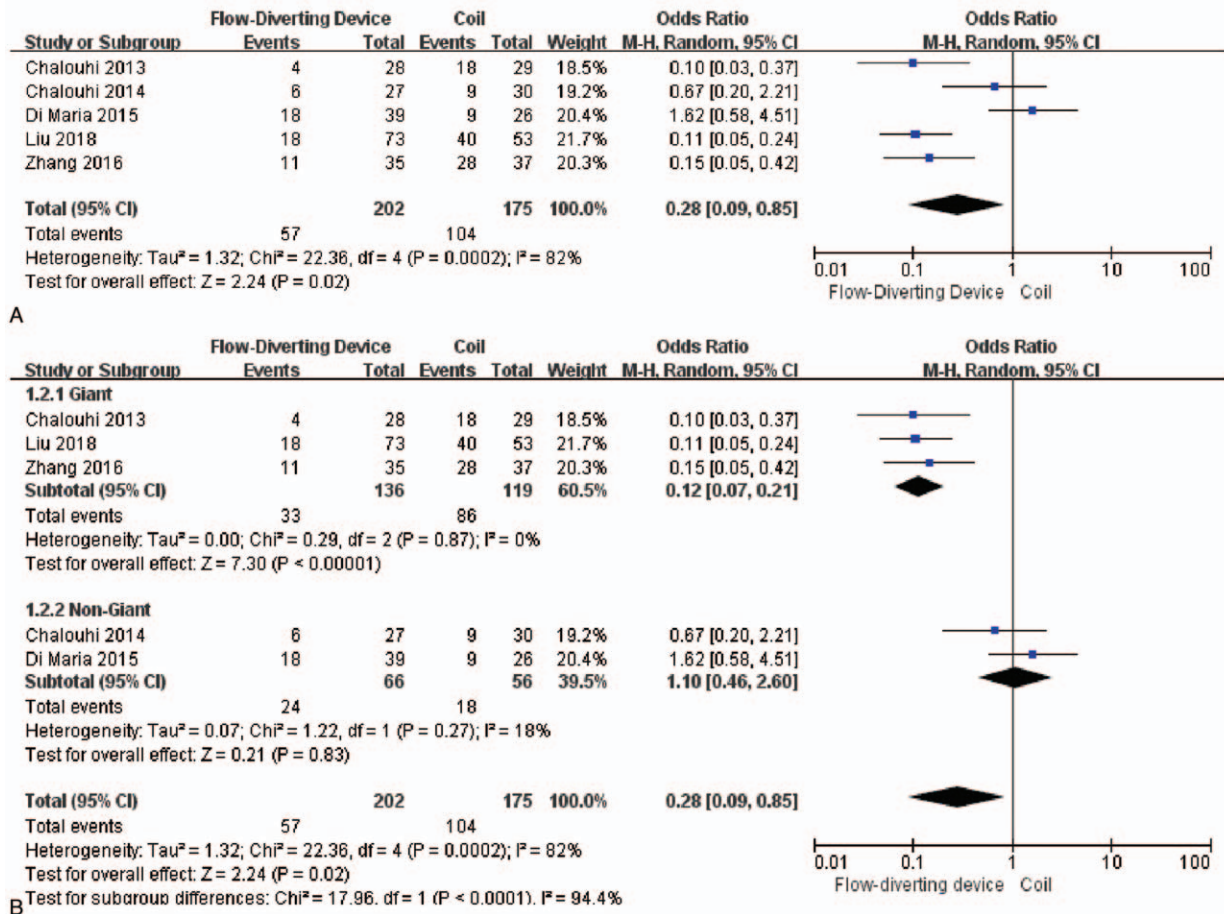 Flow-Diverting Device Coil Odds Ratio Odds Ratio
Study or Subgroup Events Total Events Total Weight M-H, Random, 95% CI M-H, Random, 95% CI
Chalouhi 2013 4 28 18 29 18.5% 0.10 [0.03, 0.37]
Chalouhi 2014 6 27 9 30 19.2% 0.67 [0.20, 2.21]
Di Maria 2015 18 39 9 26 20.4% 1.62 [0.58, 4.51]
Liu 2018 18 73 40 53 21.7% 0.11 [0.05, 0.24]
Zhang 2016 11 35 28 37 20.3% 0.15 [0.05, 0.42]
Total (95% CI) 202 175 100.0% 0.28 [0.09, 0.85]
Total events 57 104
Heterogeneity: Tau² = 1.32; Chi² = 22.36, df = 4 (P = 0.0002); I² = 82%
Test for overall effect: Z = 2.24 (P = 0.02)
0.01 0.1 1 10 100
Flow-Diverting Device Coil
A
Flow-Diverting Device Coil Odds Ratio Odds Ratio
Study or Subgroup Events Total Events Total Weight M-H, Random, 95% CI M-H, Random, 95% CI
1.2.1 Giant
Chalouhi 2013 4 28 18 29 18.5% 0.10 [0.03, 0.37]
Liu 2018 18 73 40 53 21.7% 0.11 [0.05, 0.24]
Zhang 2016 11 35 28 37 20.3% 0.15 [0.05, 0.42]
Subtotal (95% CI) 136 119 60.5% 0.12 [0.07, 0.21]
Total events 33 86
Heterogeneity: Tau² = 0.00; Chi² = 0.29, df = 2 (P = 0.87); I² = 0%
Test for overall effect: Z = 7.30 (P < 0.00001)
1.2.2 Non-Giant
Chalouhi 2014 6 27 9 30 19.2% 0.67 [0.20, 2.21]
Di Maria 2015 18 39 9 26 20.4% 1.62 [0.58, 4.51]
Subtotal (95% CI) 66 56 39.5% 1.10 [0.46, 2.60]
Total events 24 18
Heterogeneity: Tau² = 0.07; Chi² = 1.22, df = 1 (P = 0.27); I² = 18%
Test for overall effect: Z = 0.21 (P = 0.83)
Total (95% CI) 202 175 100.0% 0.28 [0.09, 0.85]
Total events 57 104
Heterogeneity: Tau² = 1.32; Chi² = 22.36, df = 4 (P = 0.0002); I² = 82%
Test for overall effect: Z = 2.24 (P = 0.02)
Test for subgroup differences: Chi² = 17.96, df = 1 (P < 0.0001), I² = 94.4%
0.01 0.1 1 10 100
Flow-diverting device Coil
B